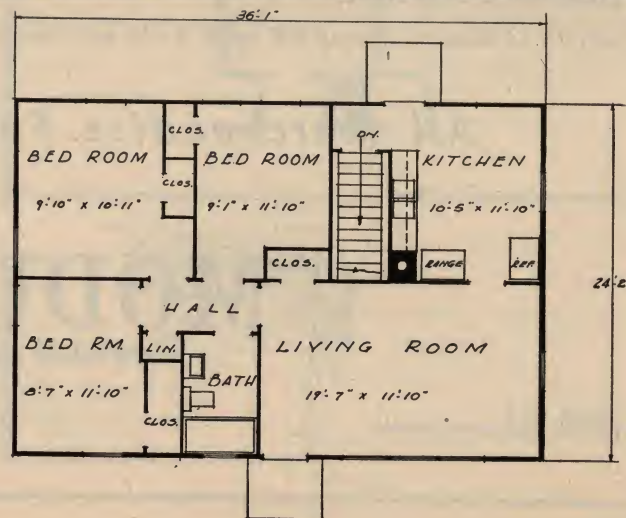 36'-1"
CLOS.
DN.
BED ROOM
BED ROOM
KITCHEN
CLOS.
9'-10" X 10'-11"
9'-1" X 11'-10"
10'-5" X 11'-10"
CLOS.
RANGE
REF.
HALL
BED RM.
LIN.
LIVING ROOM
BATH
8'-7" X 11'-10"
19'-7" X 11'-10"
CLOS.